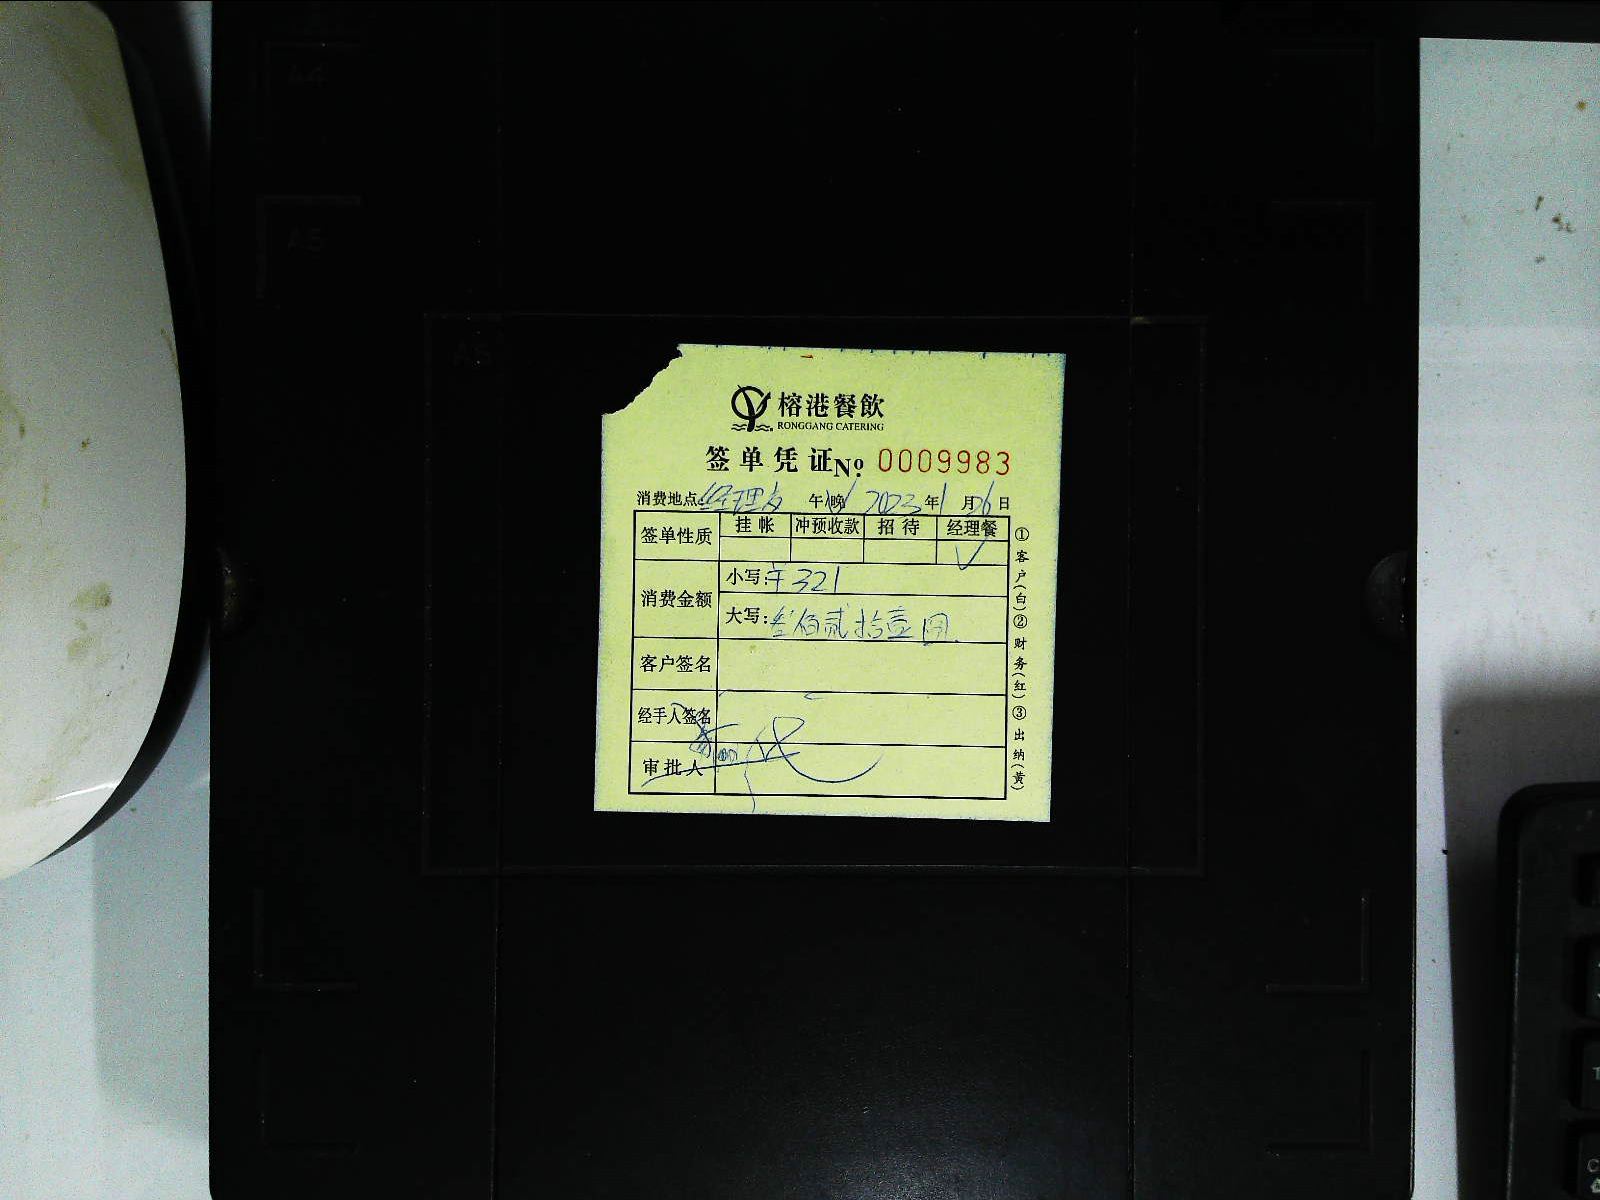 A4
A5
A6
榕港餐飲
RONGGANG CATERING
签单凭证 No. 0009983
消费地点: 经理 午/晚 2023年1月26日
签单性质 挂帐 冲预收款 招待 经理餐
消费金额
小写: 321
大写: 叁佰贰拾壹圆
客户签名
经手人签名
审批人
①客户(白)②财务(红)③出纳(黄)